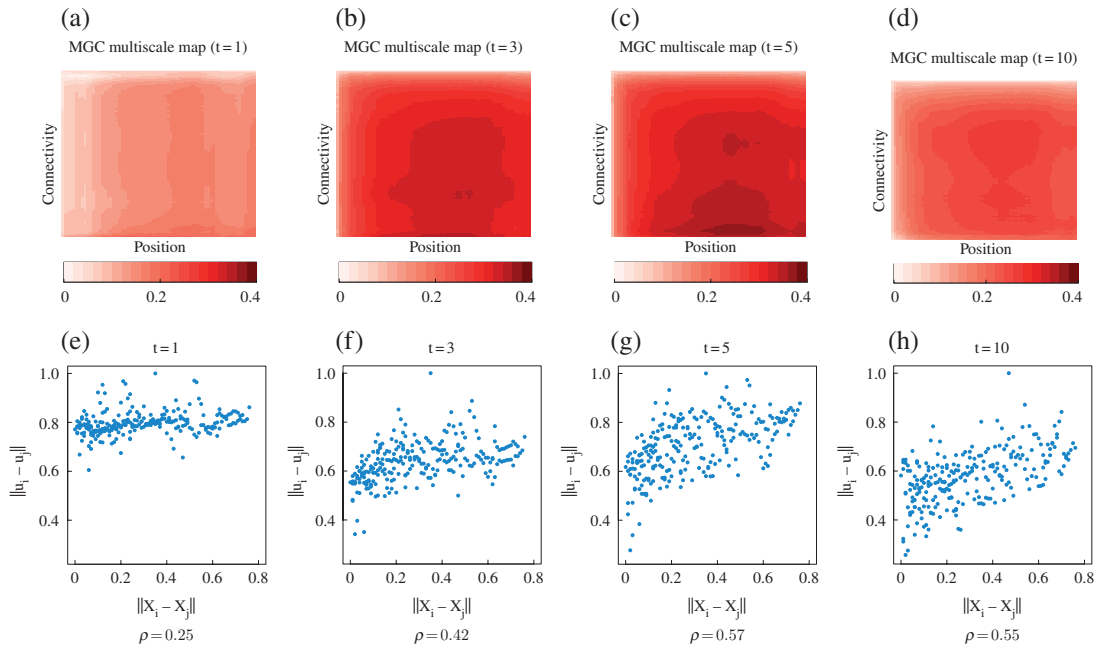 (a)
(b)
(c)
(d)
MGC multiscale map (t=1)
MGC multiscale map (t=3)
MGC multiscale map (t=5)
MGC multiscale map (t=10)
Connectivity
Connectivity
Connectivity
Connectivity
Position
Position
Position
Position
0 0.2 0.4
0 0.2 0.4
0 0.2 0.4
0 0.2 0.4
(e)
(f)
(g)
(h)
t=1
t=3
t=5
t=10
1.0
0.8
0.6
0.4
||u_i − u_j||
0 0.2 0.4 0.6 0.8
||X_i − X_j||
ρ=0.25
1.0
0.8
0.6
0.4
||u_i − u_j||
0 0.2 0.4 0.6 0.8
||X_i − X_j||
ρ=0.42
1.0
0.8
0.6
0.4
||u_i − u_j||
0 0.2 0.4 0.6 0.8
||X_i − X_j||
ρ=0.57
1.0
0.8
0.6
0.4
||u_i − u_j||
0 0.2 0.4 0.6 0.8
||X_i − X_j||
ρ=0.55